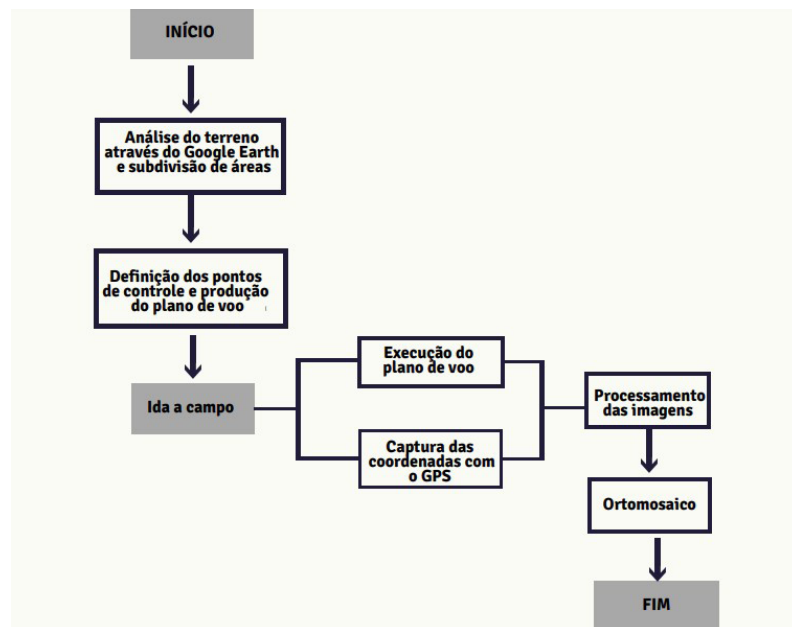 INÍCIO
Análise do terreno
através do Google Earth
e subdivisão de áreas
Definição dos pontos
de controle e produção
do plano de voo
Ida a campo
Execução do
plano de voo
Captura das
coordenadas com
o GPS
Processamento
das imagens
Ortomosaico
FIM